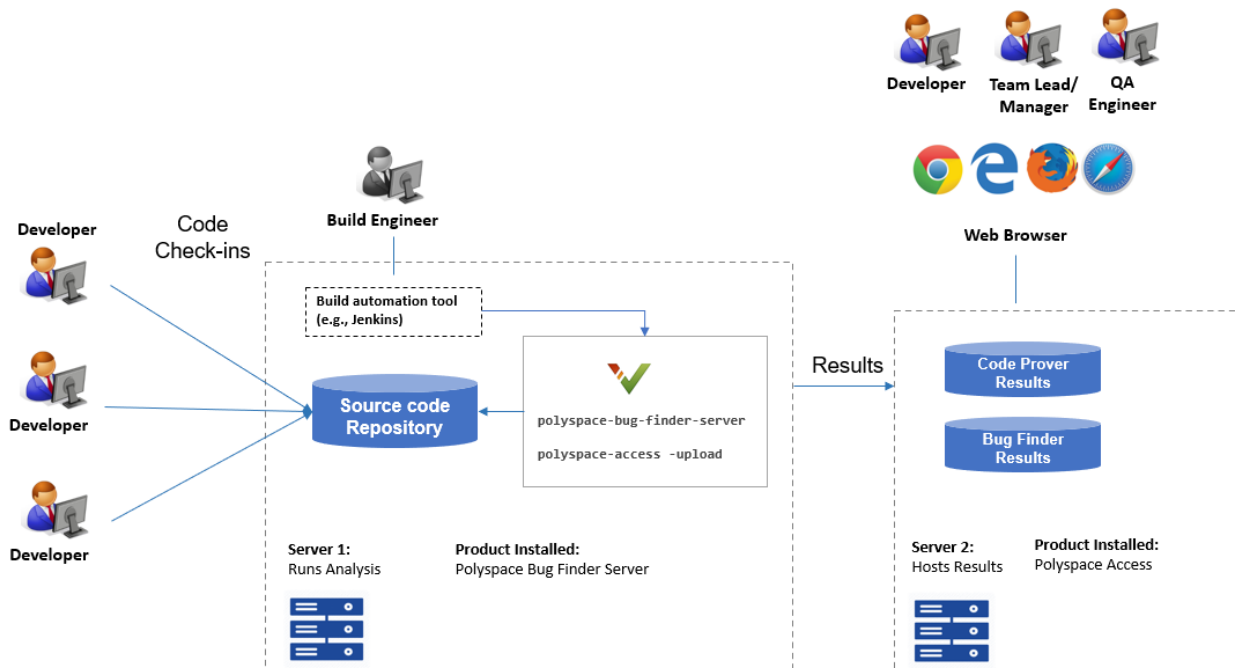 Developer
Team Lead/
Manager
QA
Engineer
Build Engineer
Code
Check-ins
Developer
Web Browser
Build automation tool
(e.g., Jenkins)
Source code
Repository
polyspace-bug-finder-server
polyspace-access -upload
Results
Code Prover
Results
Bug Finder
Results
Developer
Developer
Server 1:
Runs Analysis
Product Installed:
Polyspace Bug Finder Server
Server 2:
Hosts Results
Product Installed:
Polyspace Access